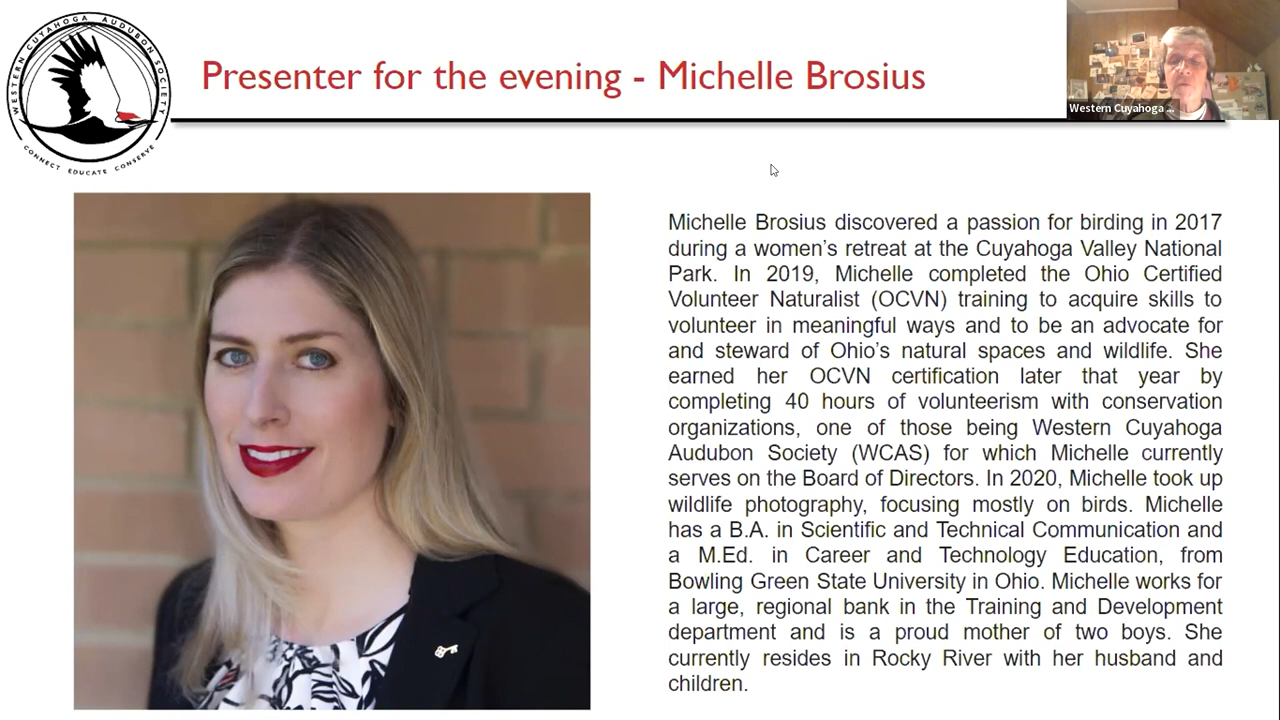 WESTERN CUYAHOGA AUDUBON SOCIETY
CONNECT EDUCATE CONSERVE
Presenter for the evening - Michelle Brosius
Western Cuyahoga ...
Michelle Brosius discovered a passion for birding in 2017
during a women’s retreat at the Cuyahoga Valley National
Park. In 2019, Michelle completed the Ohio Certified
Volunteer Naturalist (OCVN) training to acquire skills to
volunteer in meaningful ways and to be an advocate for
and steward of Ohio’s natural spaces and wildlife. She
earned her OCVN certification later that year by
completing 40 hours of volunteerism with conservation
organizations, one of those being Western Cuyahoga
Audubon Society (WCAS) for which Michelle currently
serves on the Board of Directors. In 2020, Michelle took up
wildlife photography, focusing mostly on birds. Michelle
has a B.A. in Scientific and Technical Communication and
a M.Ed. in Career and Technology Education, from
Bowling Green State University in Ohio. Michelle works for
a large, regional bank in the Training and Development
department and is a proud mother of two boys. She
currently resides in Rocky River with her husband and
children.